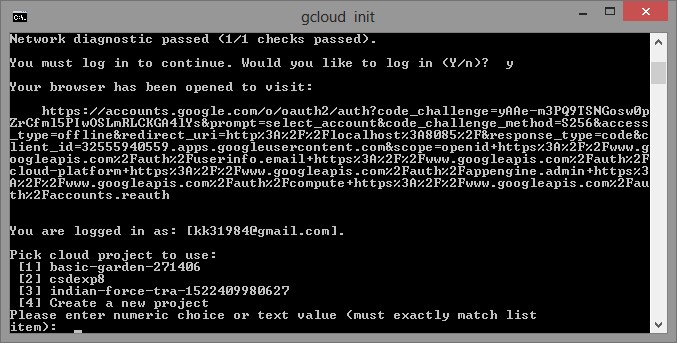 gcloud init
Network diagnostic passed (1/1 checks passed).
You must log in to continue. Would you like to log in (Y/n)?  y
Your browser has been opened to visit:
https://accounts.google.com/o/oauth2/auth?code_challenge=yAAe-m3PQ9TSNGosw0p
ZrCfml5PIwOSLmRLCKGA4lYs&prompt=select_account&code_challenge_method=S256&access
_type=offline&redirect_uri=http%3A%2F%2Flocalhost%3A8085%2F&response_type=code&c
lient_id=32555940559.apps.googleusercontent.com&scope=openid+https%3A%2F%2Fwww.g
oogleapis.com%2Fauth%2Fuserinfo.email+https%3A%2F%2Fwww.googleapis.com%2Fauth%2F
cloud-platform+https%3A%2F%2Fwww.googleapis.com%2Fauth%2Fappengine.admin+https%3
A%2F%2Fwww.googleapis.com%2Fauth%2Fcompute+https%3A%2F%2Fwww.googleapis.com%2Fau
th%2Faccounts.reauth
You are logged in as: [kk31984@gmail.com].
Pick cloud project to use:
[1] basic-garden-271406
[2] csdexp8
[3] indian-force-tra-1522409980627
[4] Create a new project
Please enter numeric choice or text value (must exactly match list
item):  _